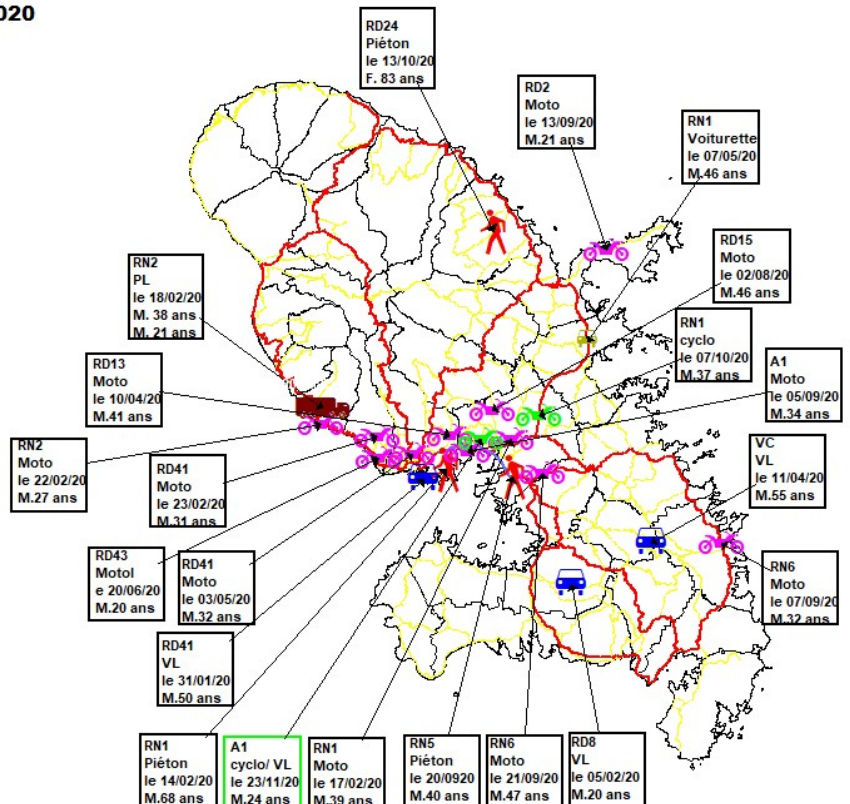 020
RD24
Piéton
le 13/10/20
F. 83 ans
RD2
Moto
le 13/09/20
M.21 ans
RN1
Voiturette
le 07/05/20
M.46 ans
RD15
Moto
le 02/08/20
M.46 ans
RN2
PL
le 18/02/20
M. 38 ans
M. 21 ans
RN1
cyclo
le 07/10/20
M.37 ans
RD13
Moto
le 10/04/20
M.41 ans
A1
Moto
le 05/09/20
M.34 ans
RN2
Moto
le 22/02/20
M.27 ans
RD41
Moto
le 23/02/20
M.31 ans
VC
VL
le 11/04/20
M.55 ans
RD43
Motol
e 20/06/20
M.20 ans
RD41
Moto
le 03/05/20
M.32 ans
RN6
Moto
le 07/09/20
M.32 ans
RD41
VL
le 31/01/20
M.50 ans
RN1
Piéton
le 14/02/20
M.68 ans
A1
cyclo/ VL
le 23/11/20
M.24 ans
RN1
Moto
le 17/02/20
M.39 ans
RN5
Piéton
le 20/0920
M.40 ans
RN6
Moto
le 21/09/20
M.47 ans
RD8
VL
le 05/02/20
M.20 ans